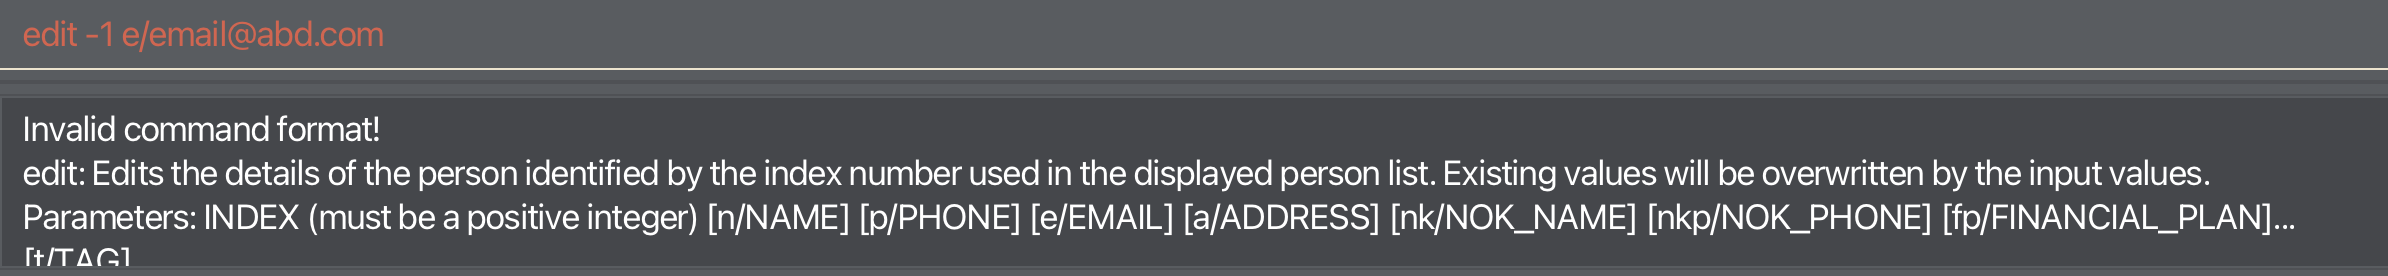 edit -1 e/email@abd.com
Invalid command format!
edit: Edits the details of the person identified by the index number used in the displayed person list. Existing values will be overwritten by the input values.
Parameters: INDEX (must be a positive integer) [n/NAME] [p/PHONE] [e/EMAIL] [a/ADDRESS] [nk/NOK_NAME] [nkp/NOK_PHONE] [fp/FINANCIAL_PLAN]...
[t/TAG]